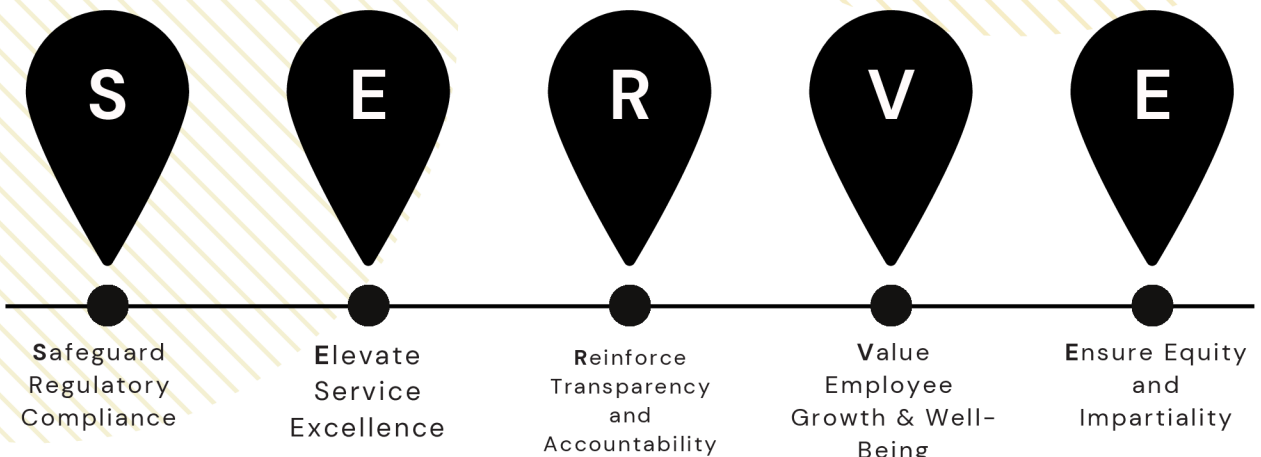 S
E
R
V
E
Safeguard
Regulatory
Compliance
Elevate
Service
Excellence
Reinforce
Transparency
and
Accountability
Value
Employee
Growth & Well-
Being
Ensure Equity
and
Impartiality